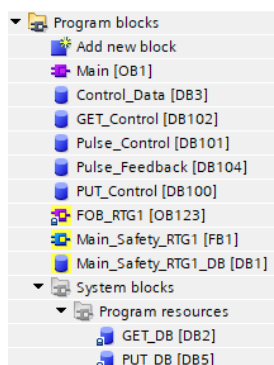 Program blocks
Add new block
Main [OB1]
Control_Data [DB3]
GET_Control [DB102]
Pulse_Control [DB101]
Pulse_Feedback [DB104]
PUT_Control [DB100]
FOB_RTG1 [OB123]
Main_Safety_RTG1 [FB1]
Main_Safety_RTG1_DB [DB1]
System blocks
Program resources
GET_DB [DB2]
PUT_DB [DB5]